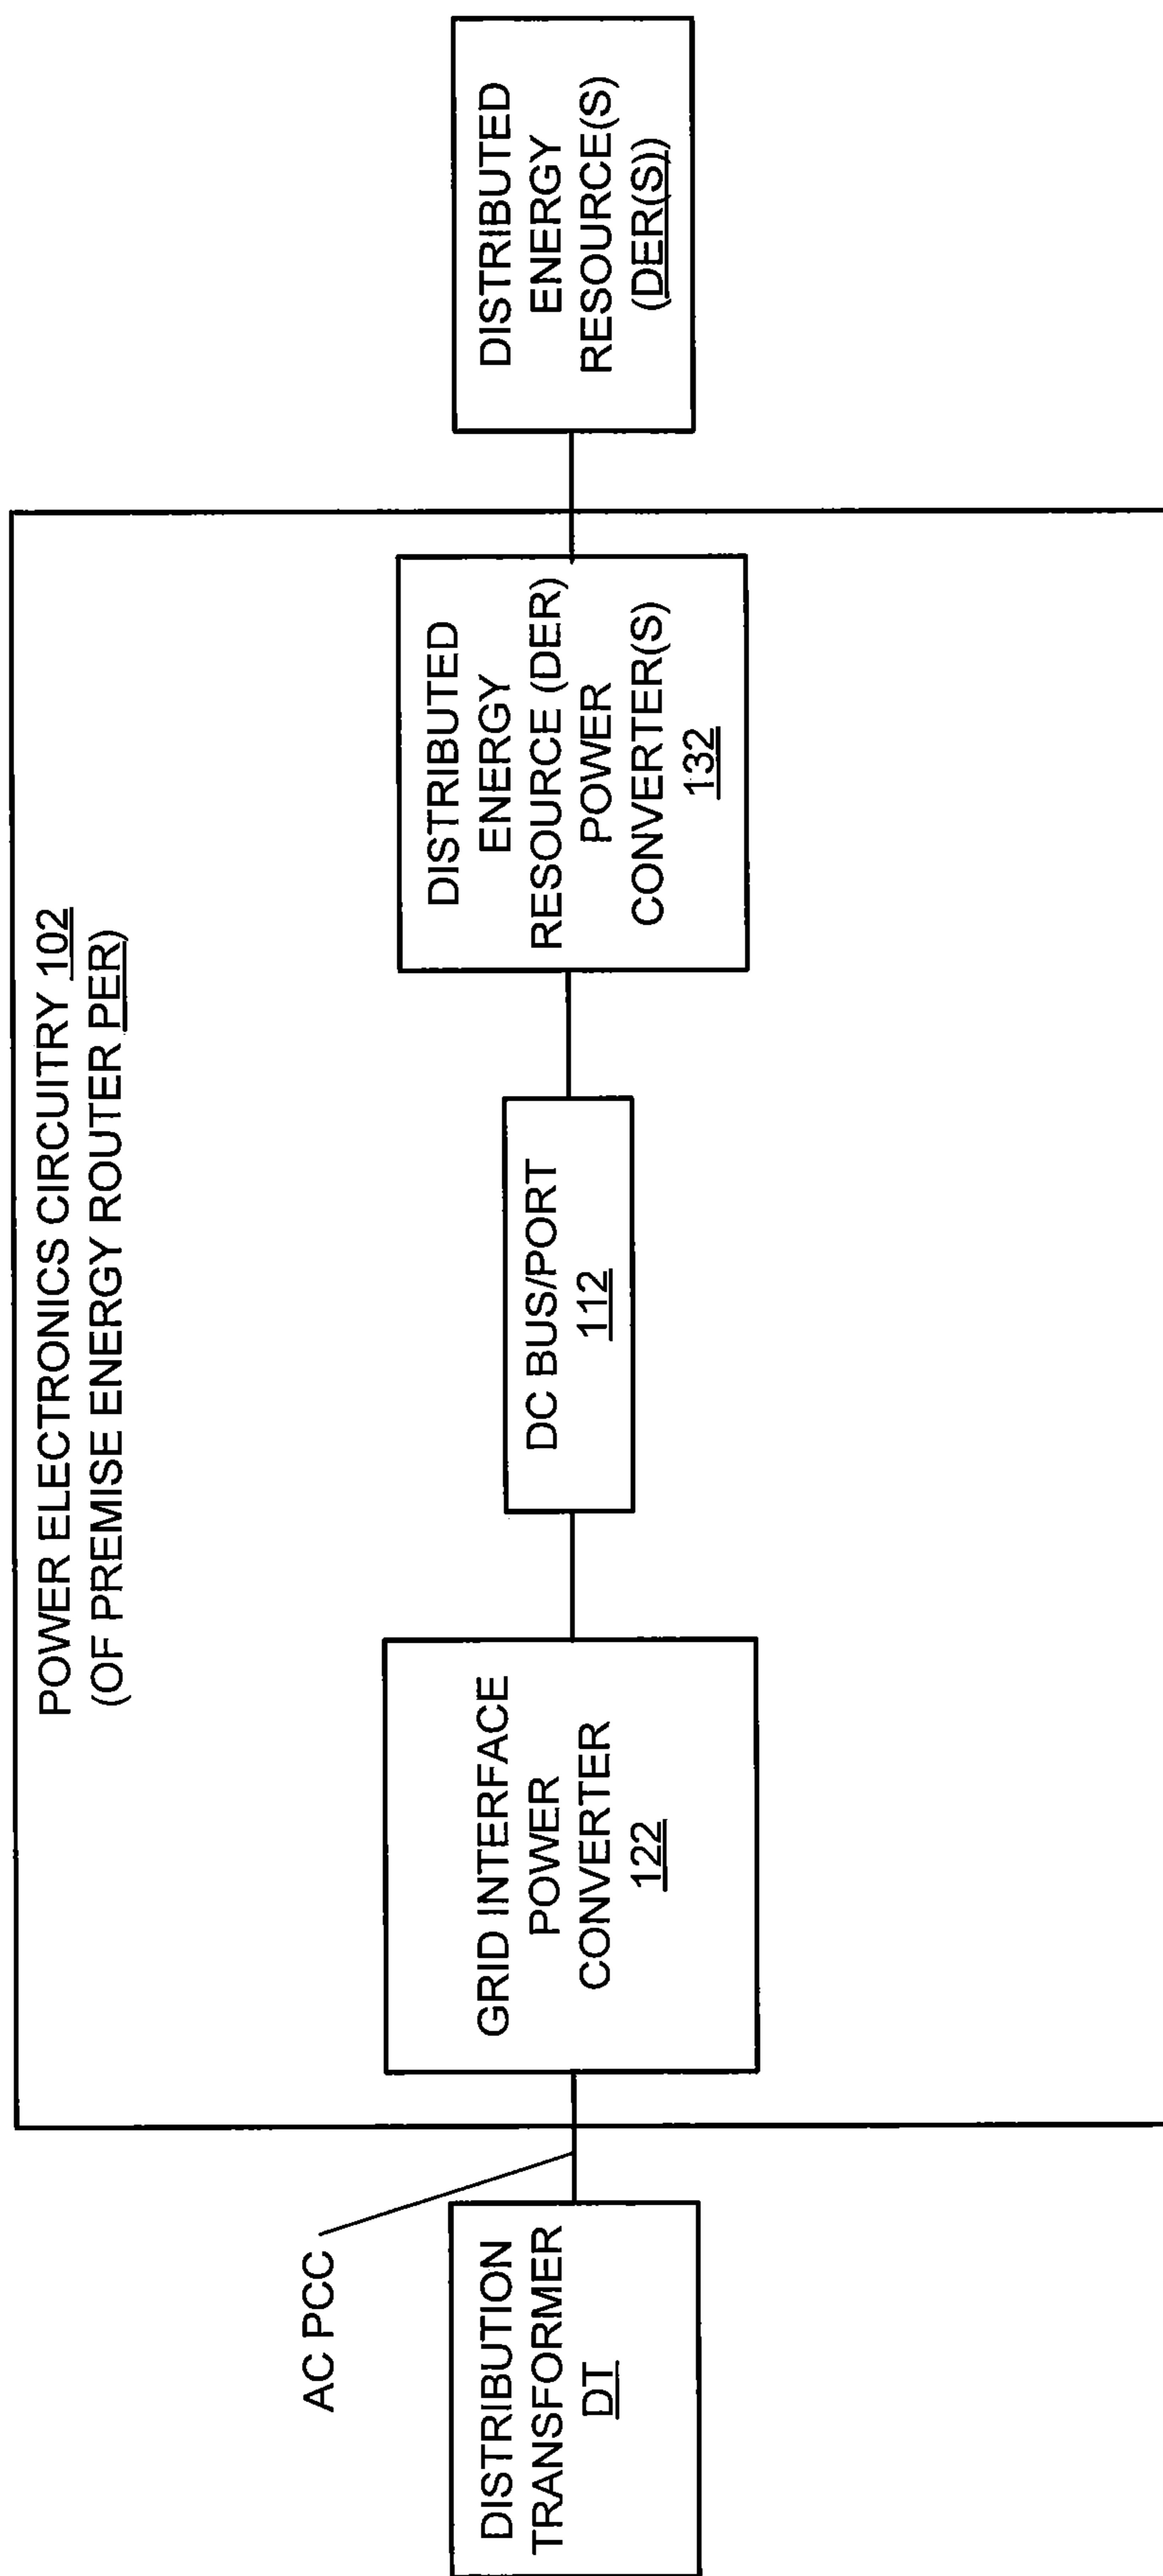 POWER ELECTRONICS CIRCUITRY 102
(OF PREMISE ENERGY ROUTER PER)
AC PCC
DISTRIBUTION
TRANSFORMER
DT
GRID INTERFACE
POWER
CONVERTER
122
DC BUS/PORT
112
DISTRIBUTED
ENERGY
RESOURCE (DER)
POWER
CONVERTER(S)
132
DISTRIBUTED
ENERGY
RESOURCE(S)
(DER(S))